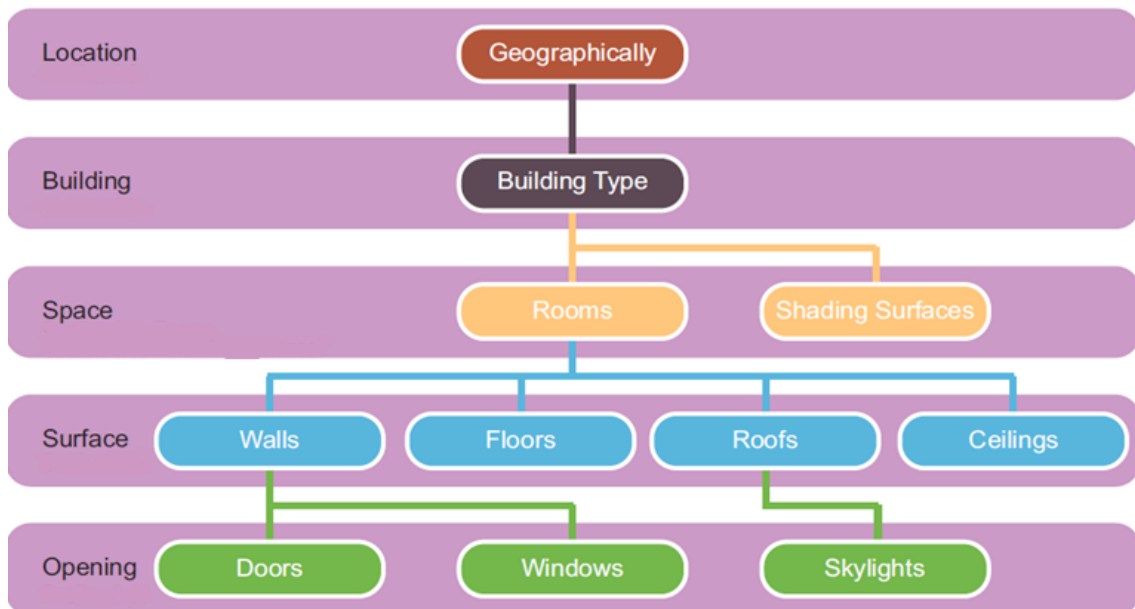 Location
Geographically
Building
Building Type
Space
Rooms
Shading Surfaces
Surface
Walls
Floors
Roofs
Ceilings
Opening
Doors
Windows
Skylights